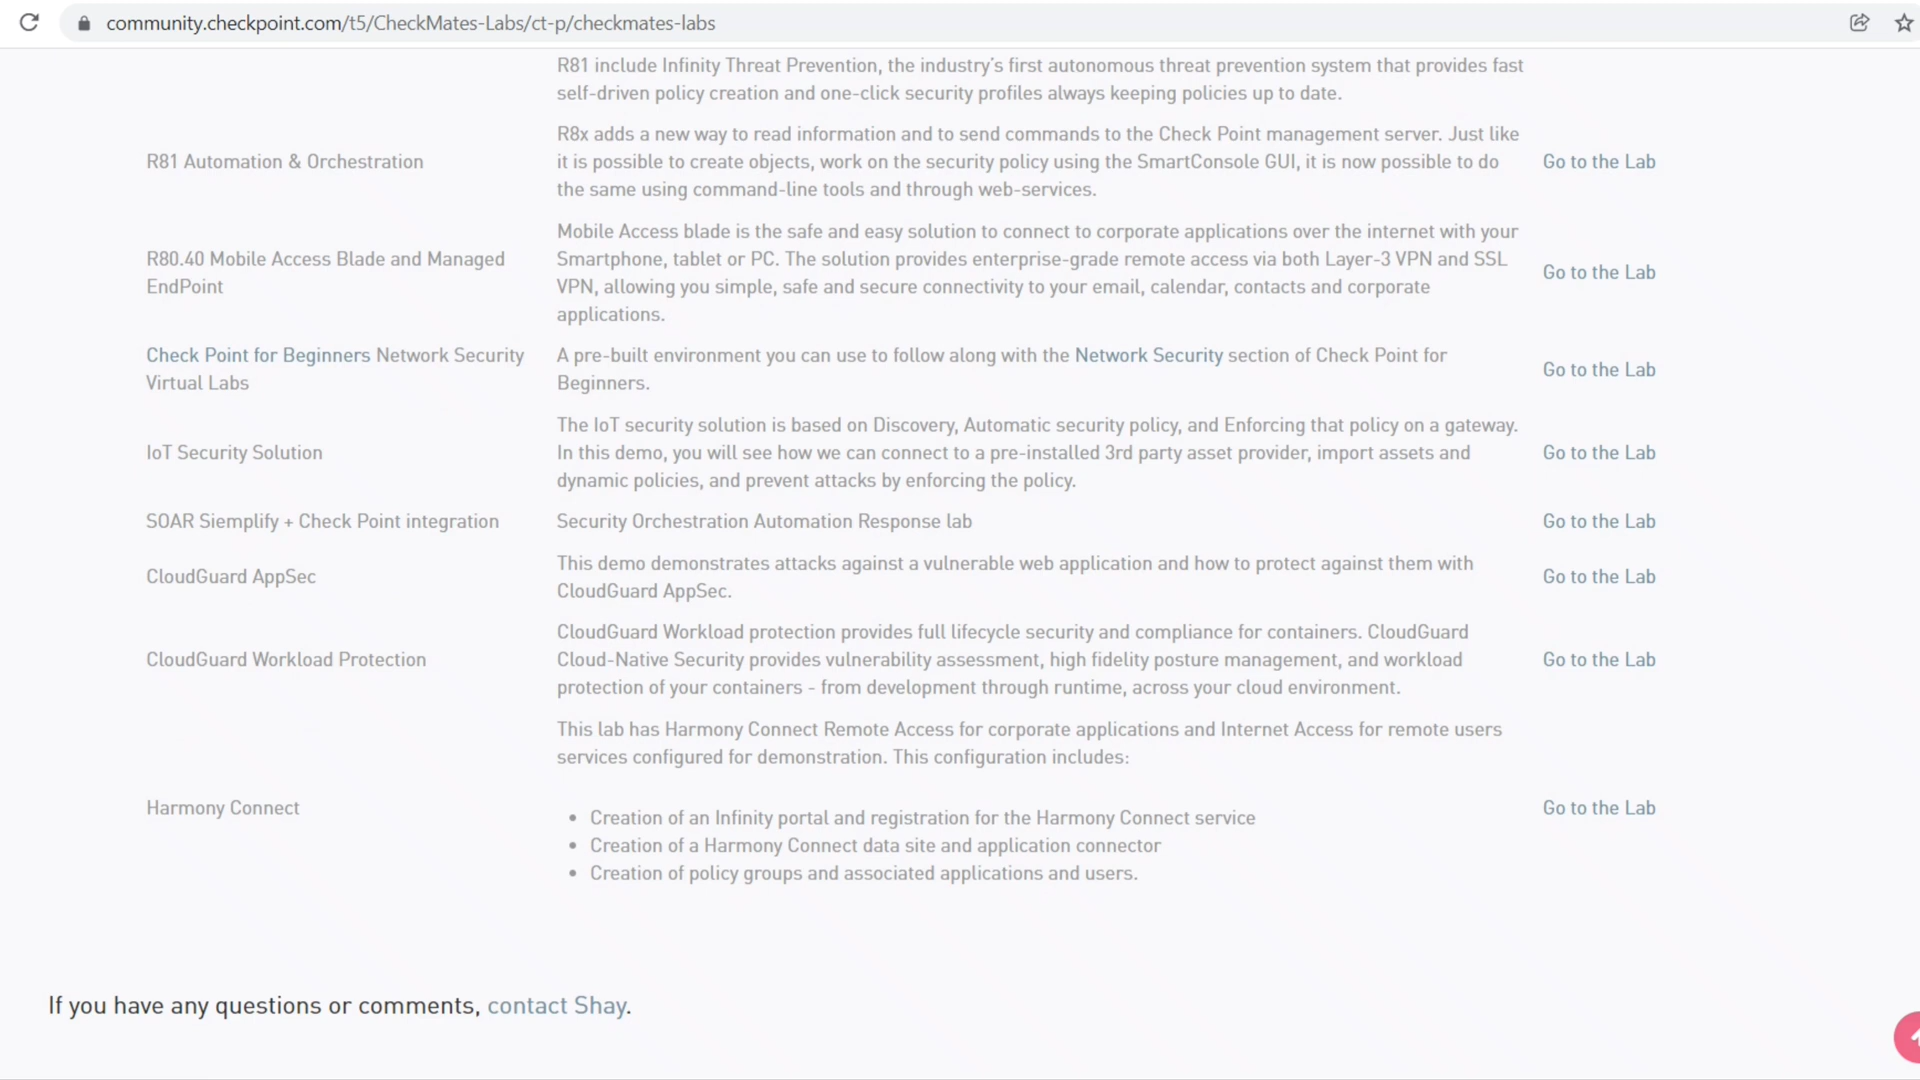 community.checkpoint.com/t5/CheckMates-Labs/ct-p/checkmates-labs
R81 include Infinity Threat Prevention, the industry's first autonomous threat prevention system that provides fast
self-driven policy creation and one-click security profiles always keeping policies up to date.
R81 Automation & Orchestration
R8x adds a new way to read information and to send commands to the Check Point management server. Just like
it is possible to create objects, work on the security policy using the SmartConsole GUI, it is now possible to do
the same using command-line tools and through web-services.
Go to the Lab
R80.40 Mobile Access Blade and Managed
EndPoint
Mobile Access blade is the safe and easy solution to connect to corporate applications over the internet with your
Smartphone, tablet or PC. The solution provides enterprise-grade remote access via both Layer-3 VPN and SSL
VPN, allowing you simple, safe and secure connectivity to your email, calendar, contacts and corporate
applications.
Go to the Lab
Check Point for Beginners Network Security
Virtual Labs
A pre-built environment you can use to follow along with the Network Security section of Check Point for
Beginners.
Go to the Lab
IoT Security Solution
The IoT security solution is based on Discovery, Automatic security policy, and Enforcing that policy on a gateway.
In this demo, you will see how we can connect to a pre-installed 3rd party asset provider, import assets and
dynamic policies, and prevent attacks by enforcing the policy.
Go to the Lab
SOAR Siemplify + Check Point integration
Security Orchestration Automation Response lab
Go to the Lab
CloudGuard AppSec
This demo demonstrates attacks against a vulnerable web application and how to protect against them with
CloudGuard AppSec.
Go to the Lab
CloudGuard Workload Protection
CloudGuard Workload protection provides full lifecycle security and compliance for containers. CloudGuard
Cloud-Native Security provides vulnerability assessment, high fidelity posture management, and workload
protection of your containers - from development through runtime, across your cloud environment.
Go to the Lab
Harmony Connect
This lab has Harmony Connect Remote Access for corporate applications and Internet Access for remote users
services configured for demonstration. This configuration includes:
• Creation of an Infinity portal and registration for the Harmony Connect service
• Creation of a Harmony Connect data site and application connector
• Creation of policy groups and associated applications and users.
Go to the Lab
If you have any questions or comments, contact Shay.